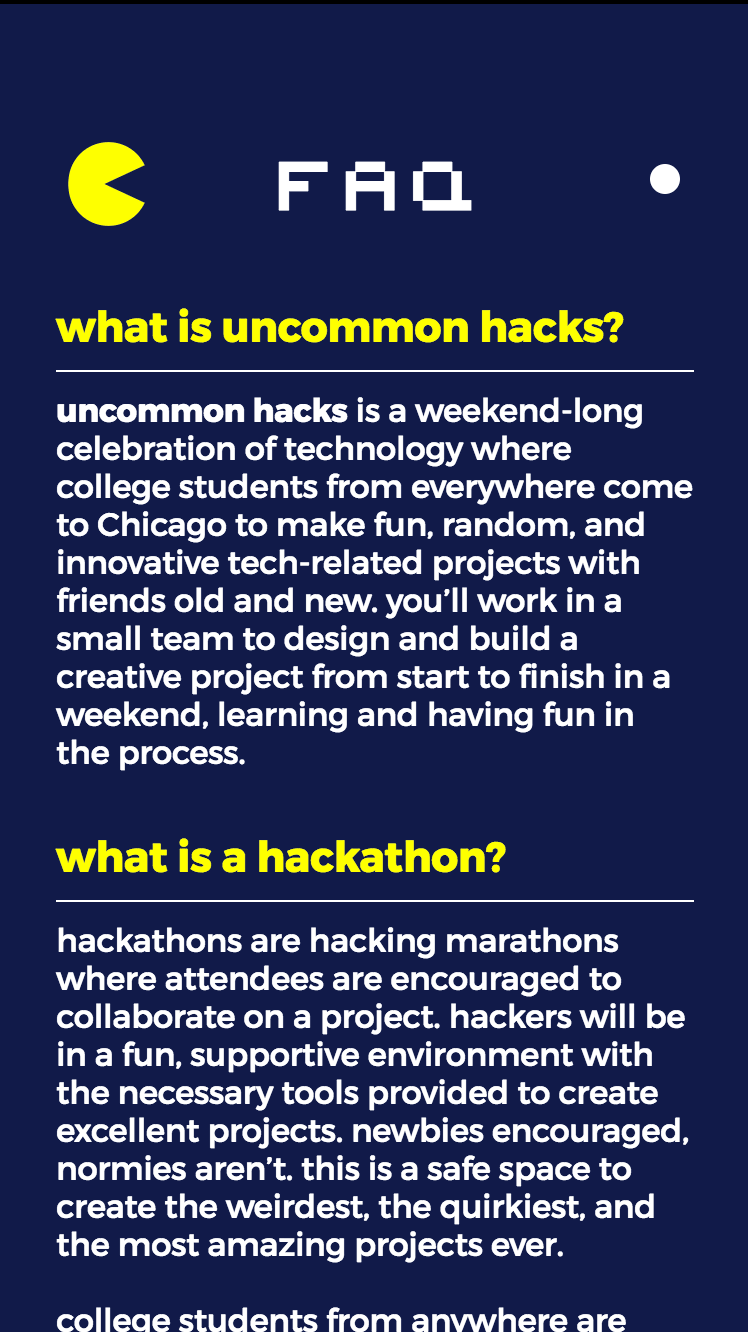 FAQ
what is uncommon hacks?
uncommon hacks is a weekend-long
celebration of technology where
college students from everywhere come
to Chicago to make fun, random, and
innovative tech-related projects with
friends old and new. you’ll work in a
small team to design and build a
creative project from start to finish in a
weekend, learning and having fun in
the process.
what is a hackathon?
hackathons are hacking marathons
where attendees are encouraged to
collaborate on a project. hackers will be
in a fun, supportive environment with
the necessary tools provided to create
excellent projects. newbies encouraged,
normies aren’t. this is a safe space to
create the weirdest, the quirkiest, and
the most amazing projects ever.
college students from anywhere are